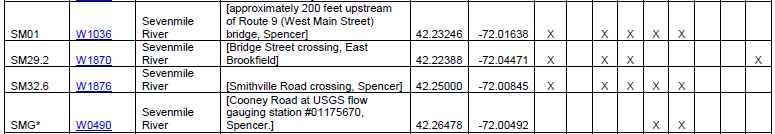 [approximately 200 feet upstream
Sevenmile of Route 9 (West Main Street)
SM01 W1036 River bridge, Spencer] 42.23246 -72.01638 X X X X X
Sevenmile [Bridge Street crossing, East
SM29.2 W1870 River Brookfield] 42.22388 -72.04471 X X X X
Sevenmile
SM32.6 W1876 River [Smithville Road crossing, Spencer] 42.25000 -72.00845 X X X X X
[Cooney Road at USGS flow
Sevenmile gauging station #01175670,
SMG* W0490 River Spencer.] 42.26478 -72.00492 X X